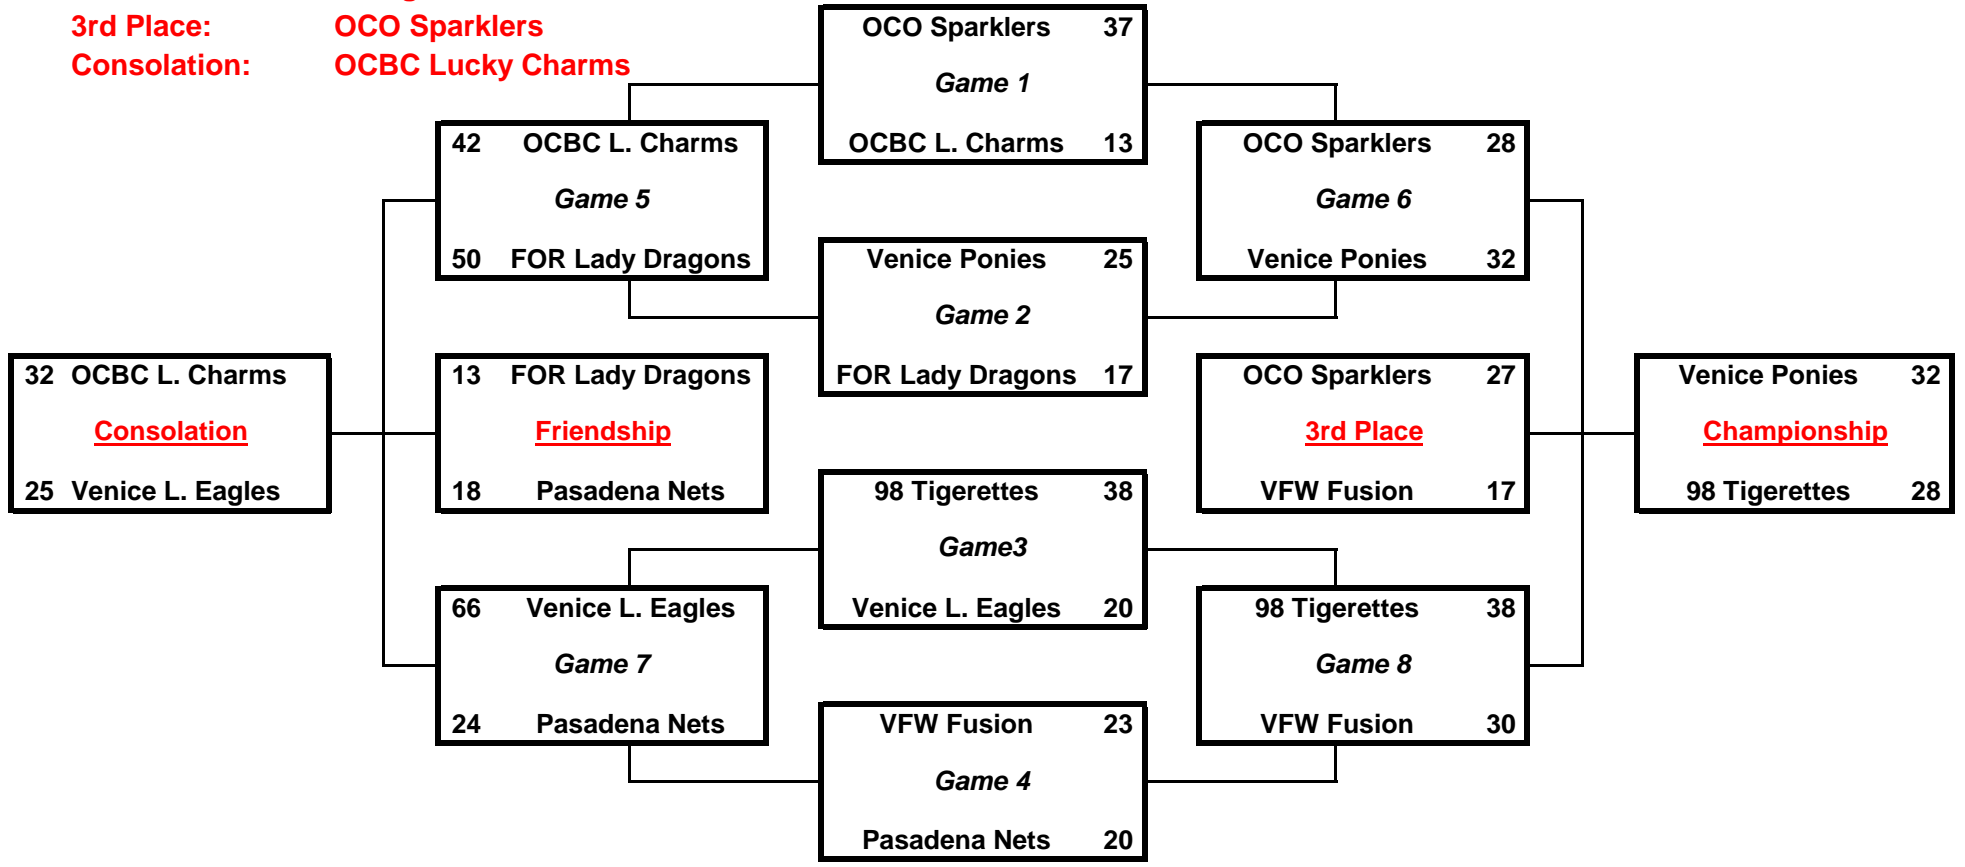 3rd Place: OCO Sparklers
Consolation: OCBC Lucky Charms
OCO Sparklers 37
Game 1
OCBC L. Charms 13
42 OCBC L. Charms
Game 5
50 FOR Lady Dragons
OCO Sparklers 28
Game 6
Venice Ponies 32
Venice Ponies 25
Game 2
FOR Lady Dragons 17
32 OCBC L. Charms
Consolation
25 Venice L. Eagles
13 FOR Lady Dragons
Friendship
18 Pasadena Nets
OCO Sparklers 27
3rd Place
VFW Fusion 17
Venice Ponies 32
Championship
98 Tigerettes 28
98 Tigerettes 38
Game3
Venice L. Eagles 20
66 Venice L. Eagles
Game 7
24 Pasadena Nets
98 Tigerettes 38
Game 8
VFW Fusion 30
VFW Fusion 23
Game 4
Pasadena Nets 20